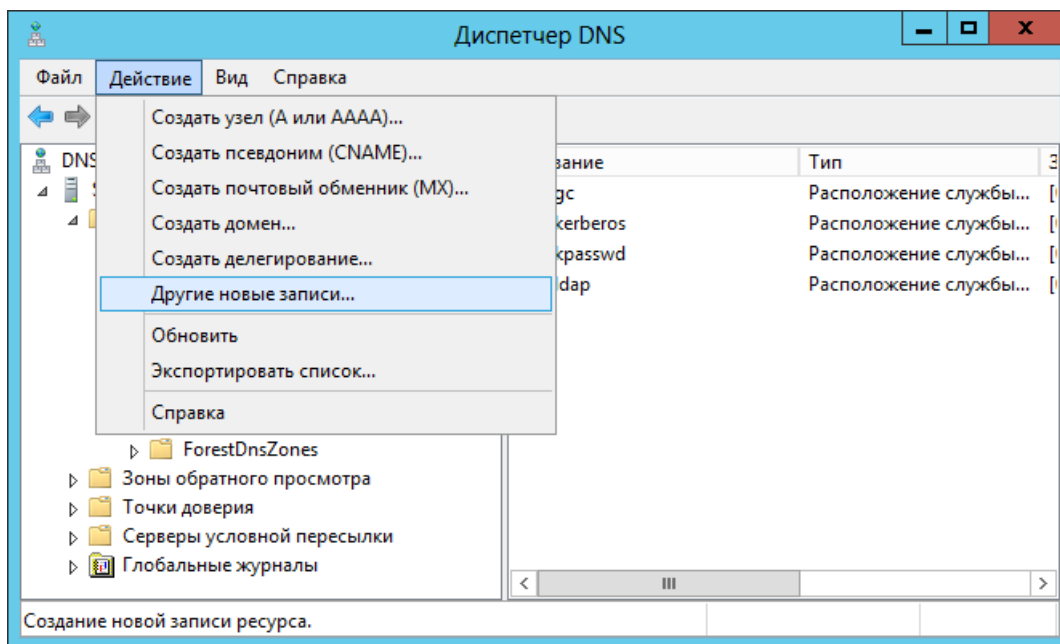 Диспетчер DNS
Файл Действие Вид Справка
Создать узел (A или AAAA)...
Создать псевдоним (CNAME)...
Создать почтовый обменник (MX)...
Создать домен...
Создать делегирование...
Другие новые записи...
Обновить
Экспортировать список...
Справка
DNS
ForestDnsZones
Зоны обратного просмотра
Точки доверия
Серверы условной пересылки
Глобальные журналы
Тип
gc Расположение службы...
kerberos Расположение службы...
kpasswd Расположение службы...
ldap Расположение службы...
Создание новой записи ресурса.